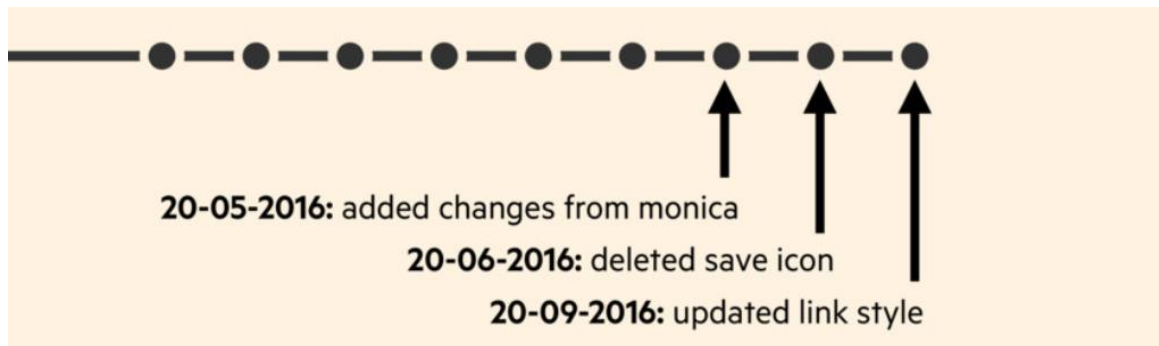 20-05-2016: added changes from monica
20-06-2016: deleted save icon
20-09-2016: updated link style